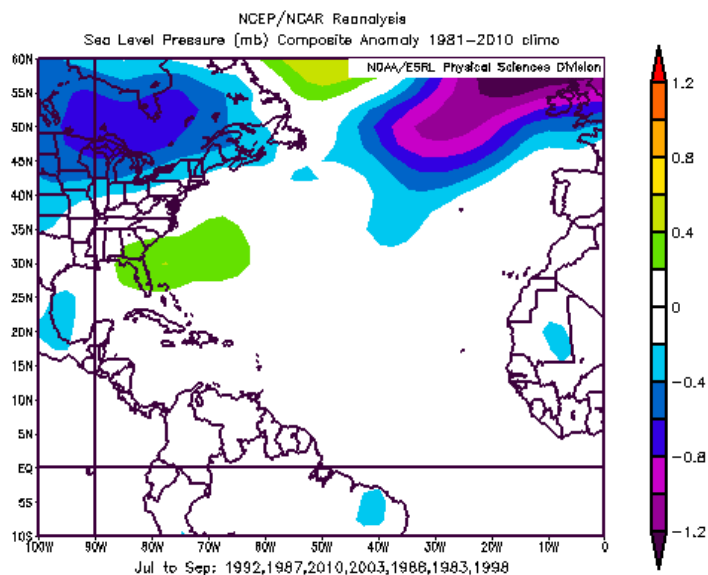 NCEP/NCAR Reanalysis
Sea Level Pressure (mb) Composite Anomaly 1981-2010 climo
NOAA/ESRL Physical Sciences Division
60N
55N
50N
45N
40N
35N
30N
25N
20N
15N
10N
5N
EQ
5S
10S
100W 90W 80W 70W 60W 50W 40W 30W 20W 10W 0
1.2
0.8
0.4
0
-0.4
-0.8
-1.2
Jul to Sep: 1992,1987,2010,2003,1988,1983,1998